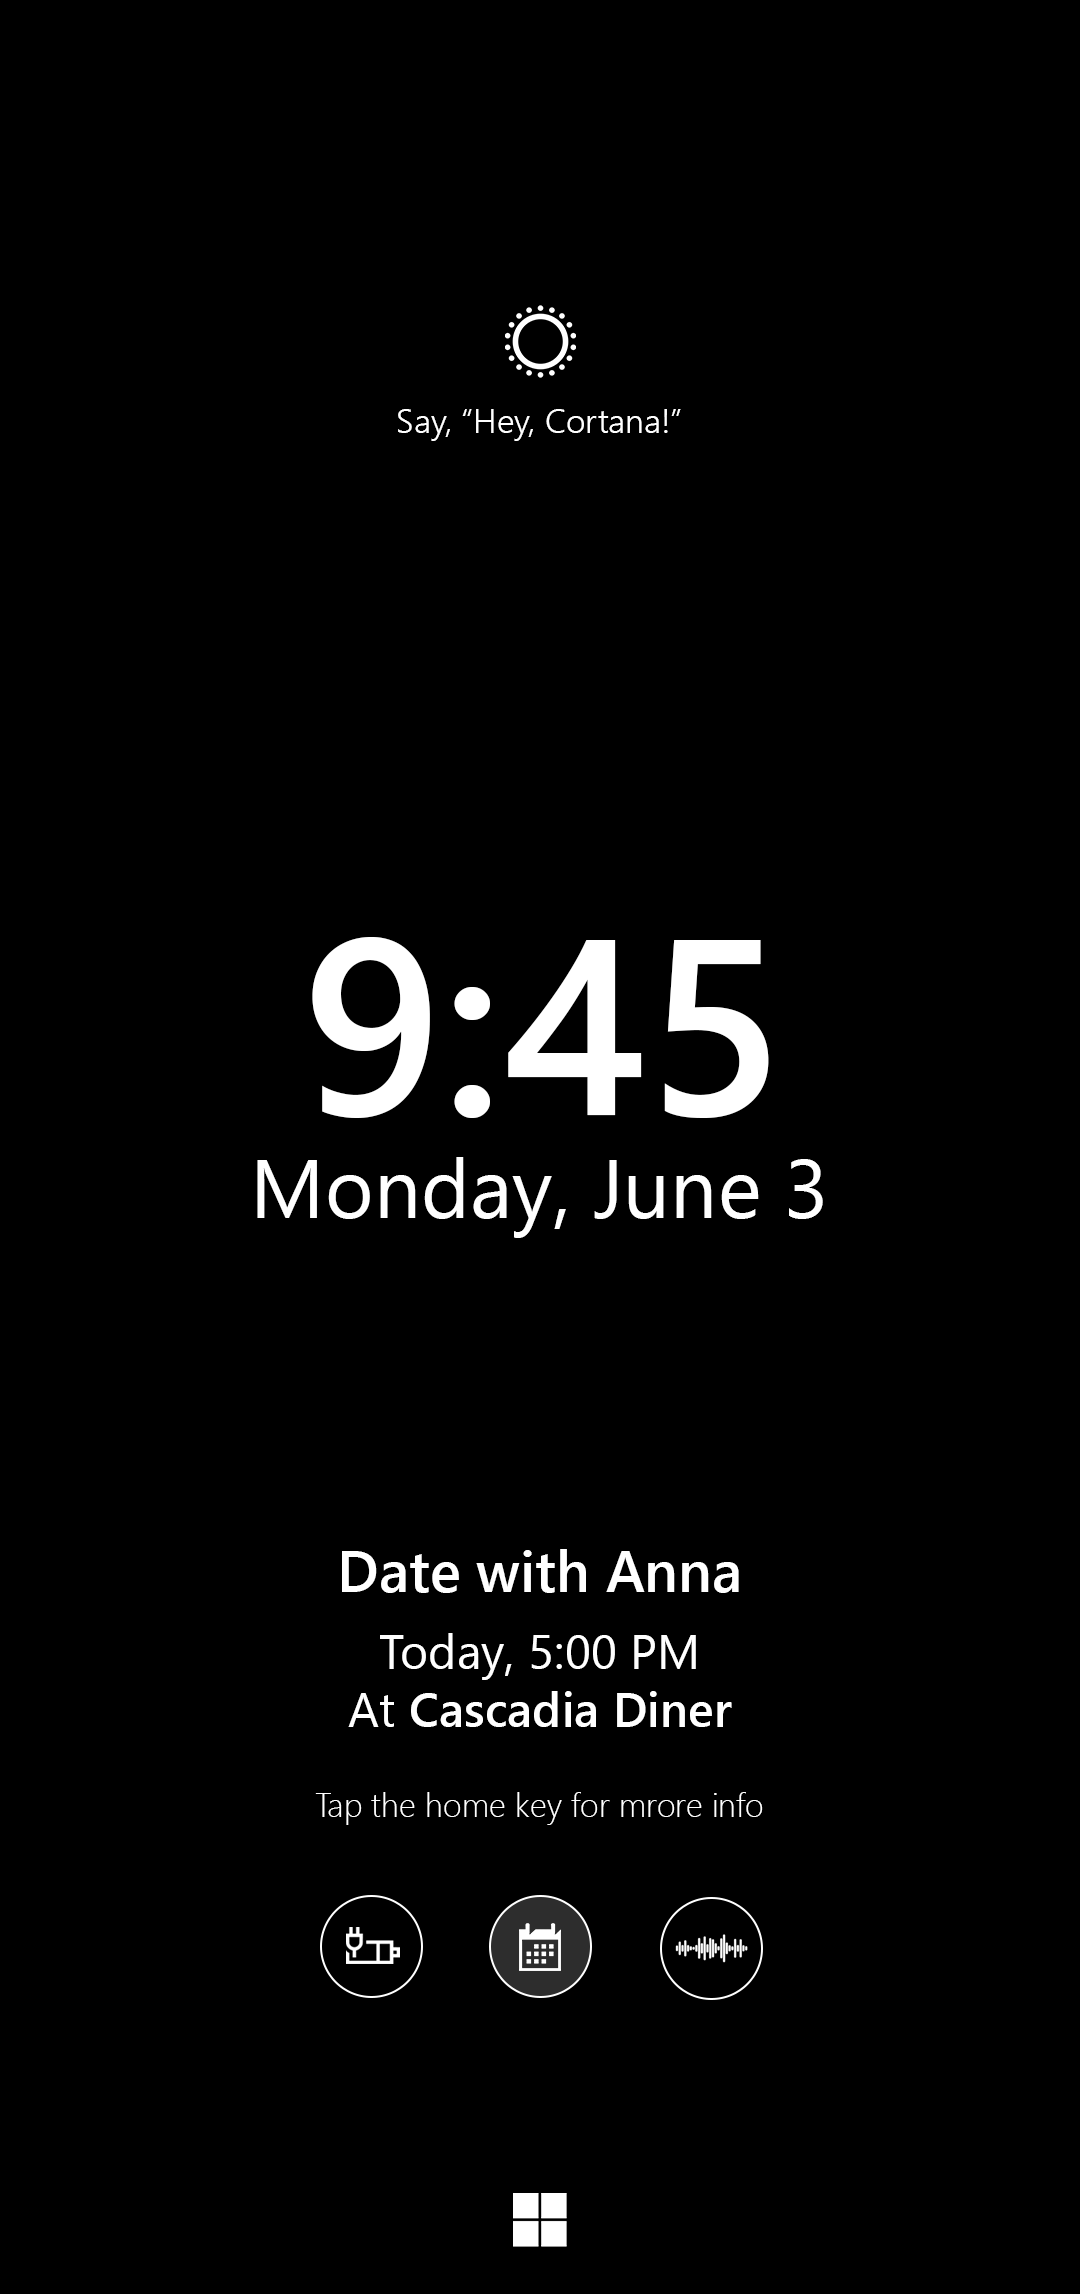 Say, “Hey, Cortana!”
9:45
Monday, June 3
Date with Anna
Today, 5:00 PM
At Cascadia Diner
Tap the home key for mrore info